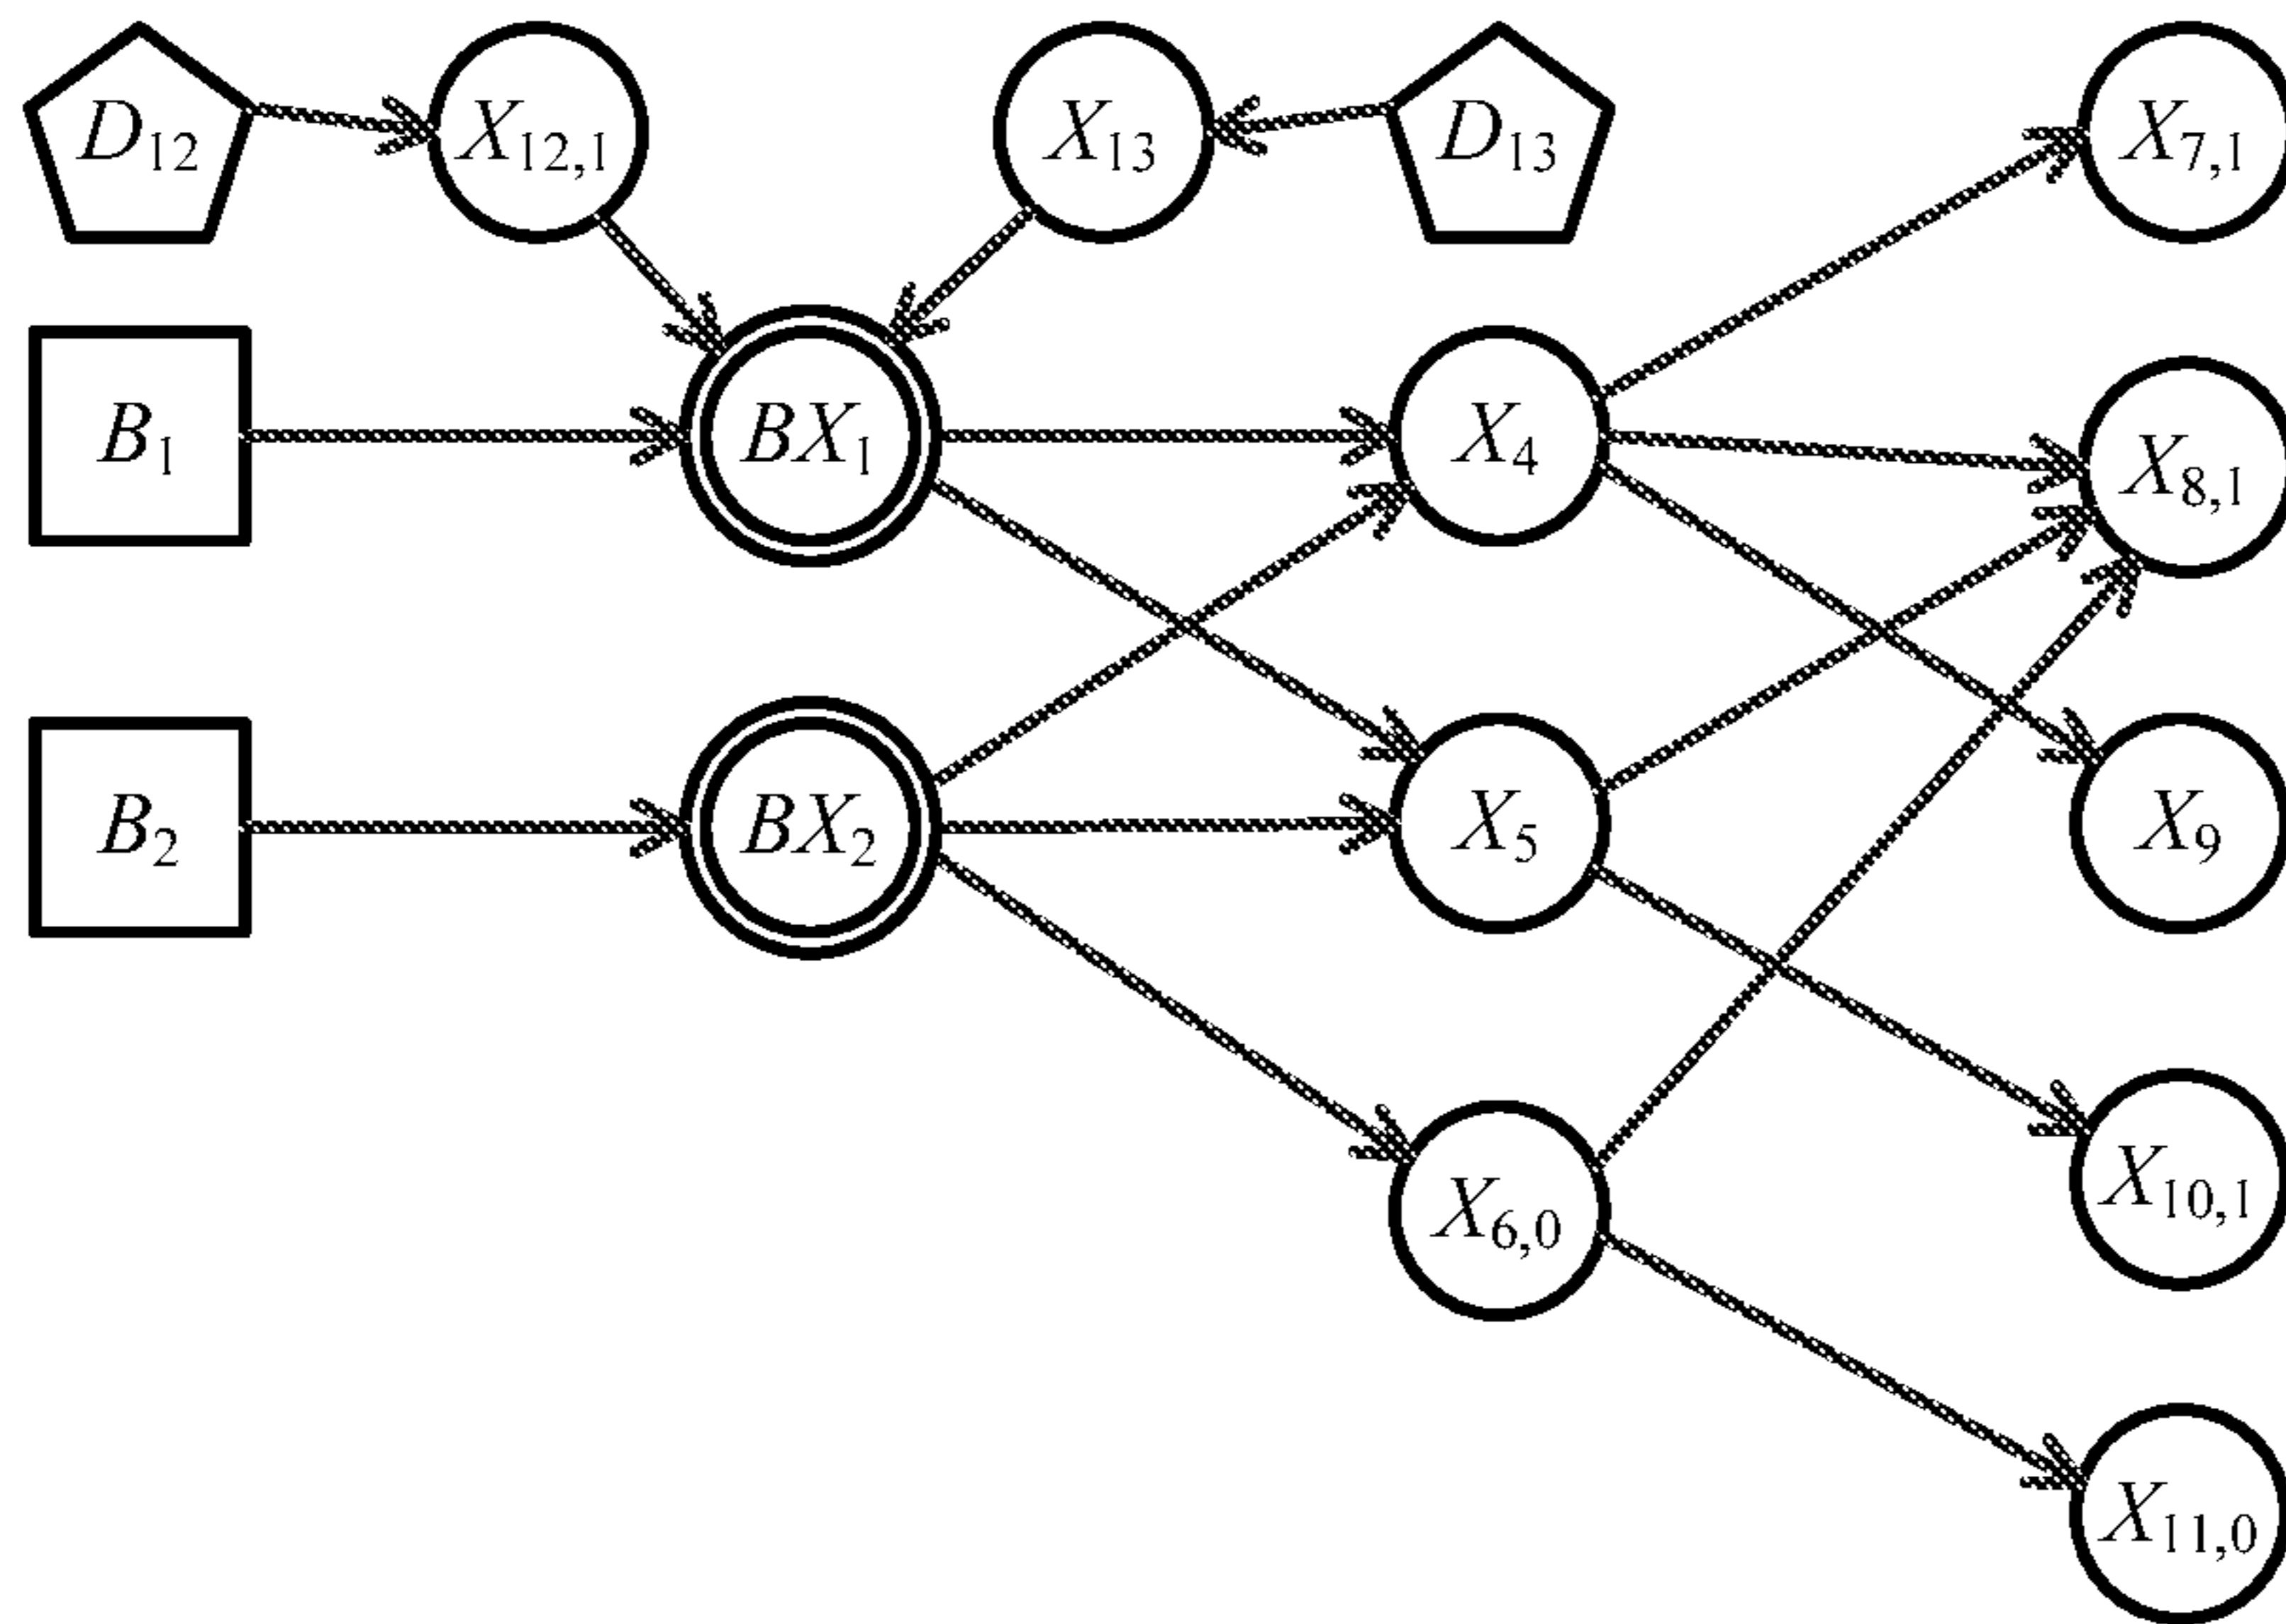 D₁₂ X₁₂,₁ X₁₃ D₁₃ X₇,₁
B₁ BX₁ X₄ X₈,₁
B₂ BX₂ X₅ X₉
X₆,₀ X₁₀,₁
X₁₁,₀